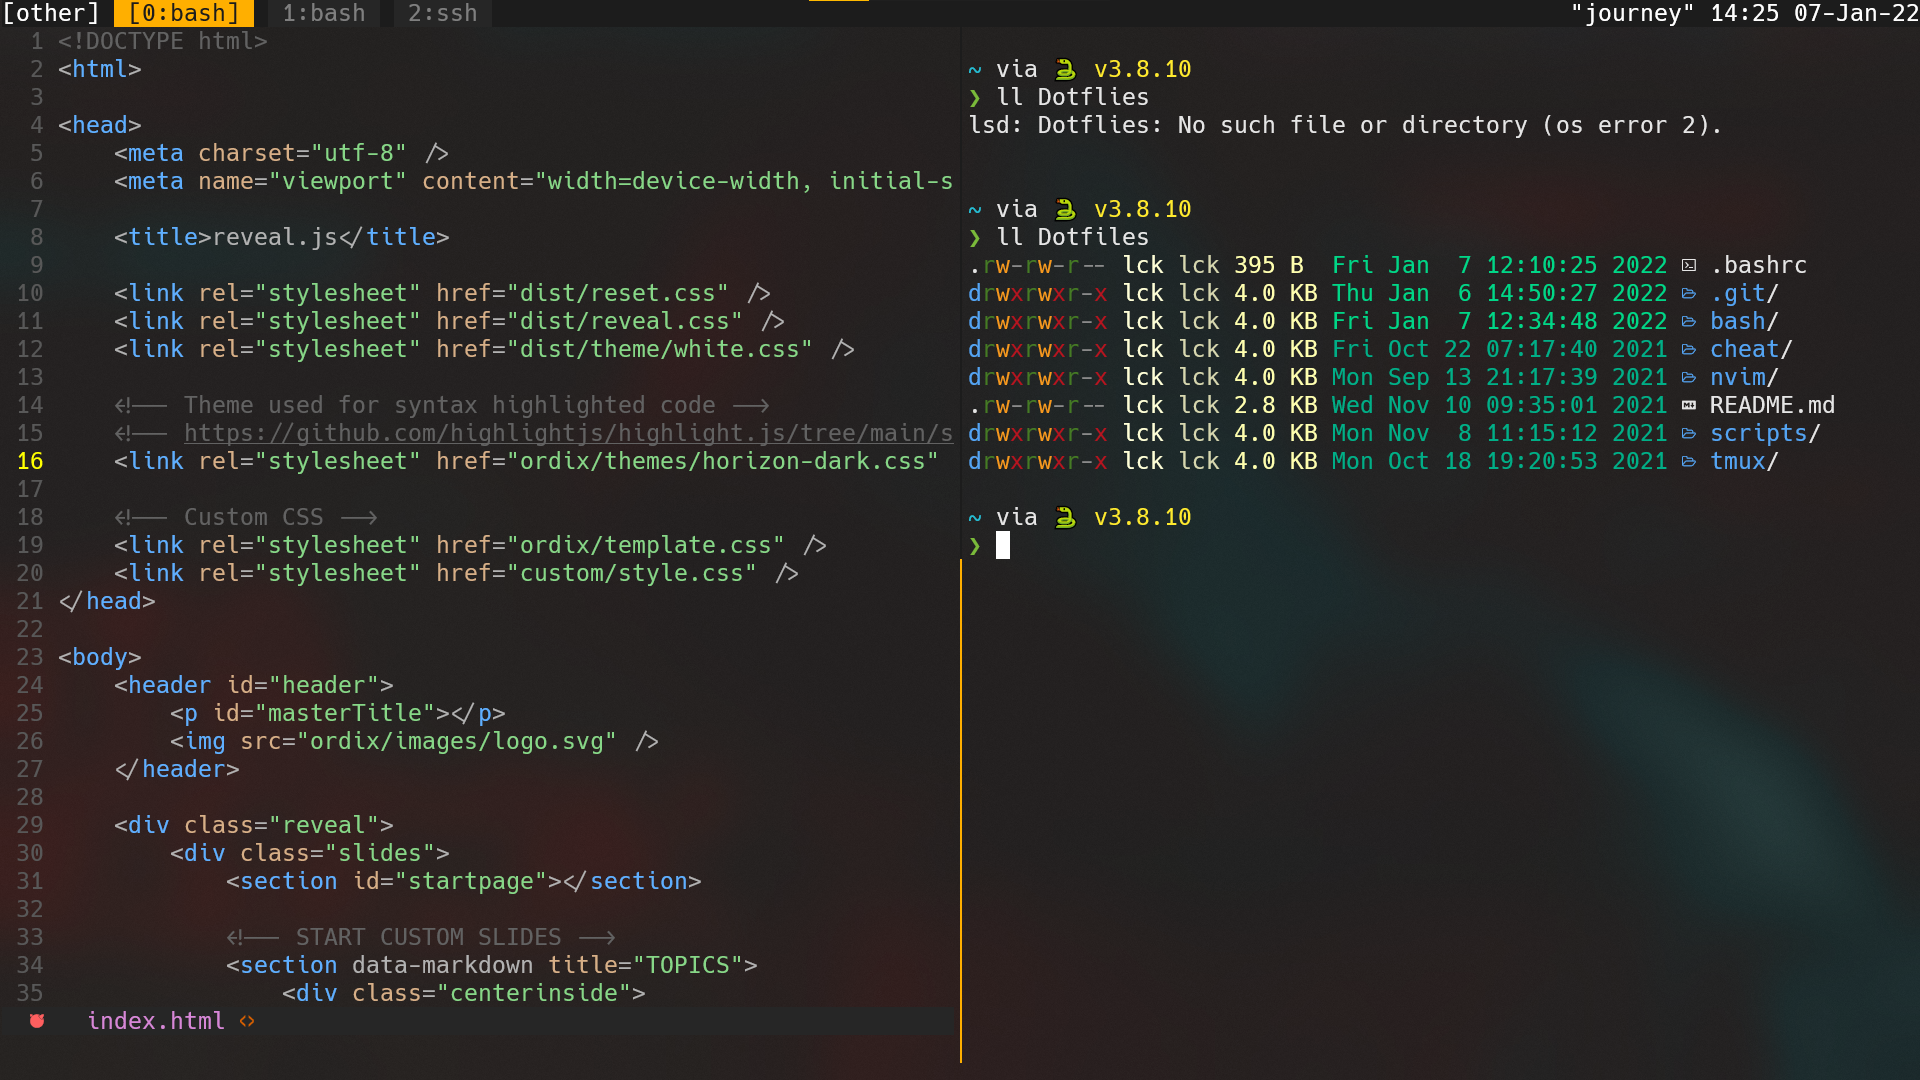 [other] [0:bash] 1:bash 2:ssh "journey" 14:25 07-Jan-22
1 <!DOCTYPE html>
2 <html>
3
4 <head>
5     <meta charset="utf-8" />
6     <meta name="viewport" content="width=device-width, initial-s
7
8     <title>reveal.js</title>
9
10     <link rel="stylesheet" href="dist/reset.css" />
11     <link rel="stylesheet" href="dist/reveal.css" />
12     <link rel="stylesheet" href="dist/theme/white.css" />
13
14     <!-- Theme used for syntax highlighted code -->
15     <!-- https://github.com/highlightjs/highlight.js/tree/main/s
16     <link rel="stylesheet" href="ordix/themes/horizon-dark.css"
17
18     <!-- Custom CSS -->
19     <link rel="stylesheet" href="ordix/template.css" />
20     <link rel="stylesheet" href="custom/style.css" />
21 </head>
22
23 <body>
24     <header id="header">
25         <p id="masterTitle"></p>
26         <img src="ordix/images/logo.svg" />
27     </header>
28
29     <div class="reveal">
30         <div class="slides">
31             <section id="startpage"></section>
32
33             <!-- START CUSTOM SLIDES -->
34             <section data-markdown title="TOPICS">
35                 <div class="centerinside">
index.html <>
~ via 🐍 v3.8.10
❯ ll Dotflies
lsd: Dotflies: No such file or directory (os error 2).
~ via 🐍 v3.8.10
❯ ll Dotfiles
.rw-rw-r-- lck lck 395 B  Fri Jan  7 12:10:25 2022 .bashrc
drwxrwxr-x lck lck 4.0 KB Thu Jan  6 14:50:27 2022 .git/
drwxrwxr-x lck lck 4.0 KB Fri Jan  7 12:34:48 2022 bash/
drwxrwxr-x lck lck 4.0 KB Fri Oct 22 07:17:40 2021 cheat/
drwxrwxr-x lck lck 4.0 KB Mon Sep 13 21:17:39 2021 nvim/
.rw-rw-r-- lck lck 2.8 KB Wed Nov 10 09:35:01 2021 README.md
drwxrwxr-x lck lck 4.0 KB Mon Nov  8 11:15:12 2021 scripts/
drwxrwxr-x lck lck 4.0 KB Mon Oct 18 19:20:53 2021 tmux/
~ via 🐍 v3.8.10
❯